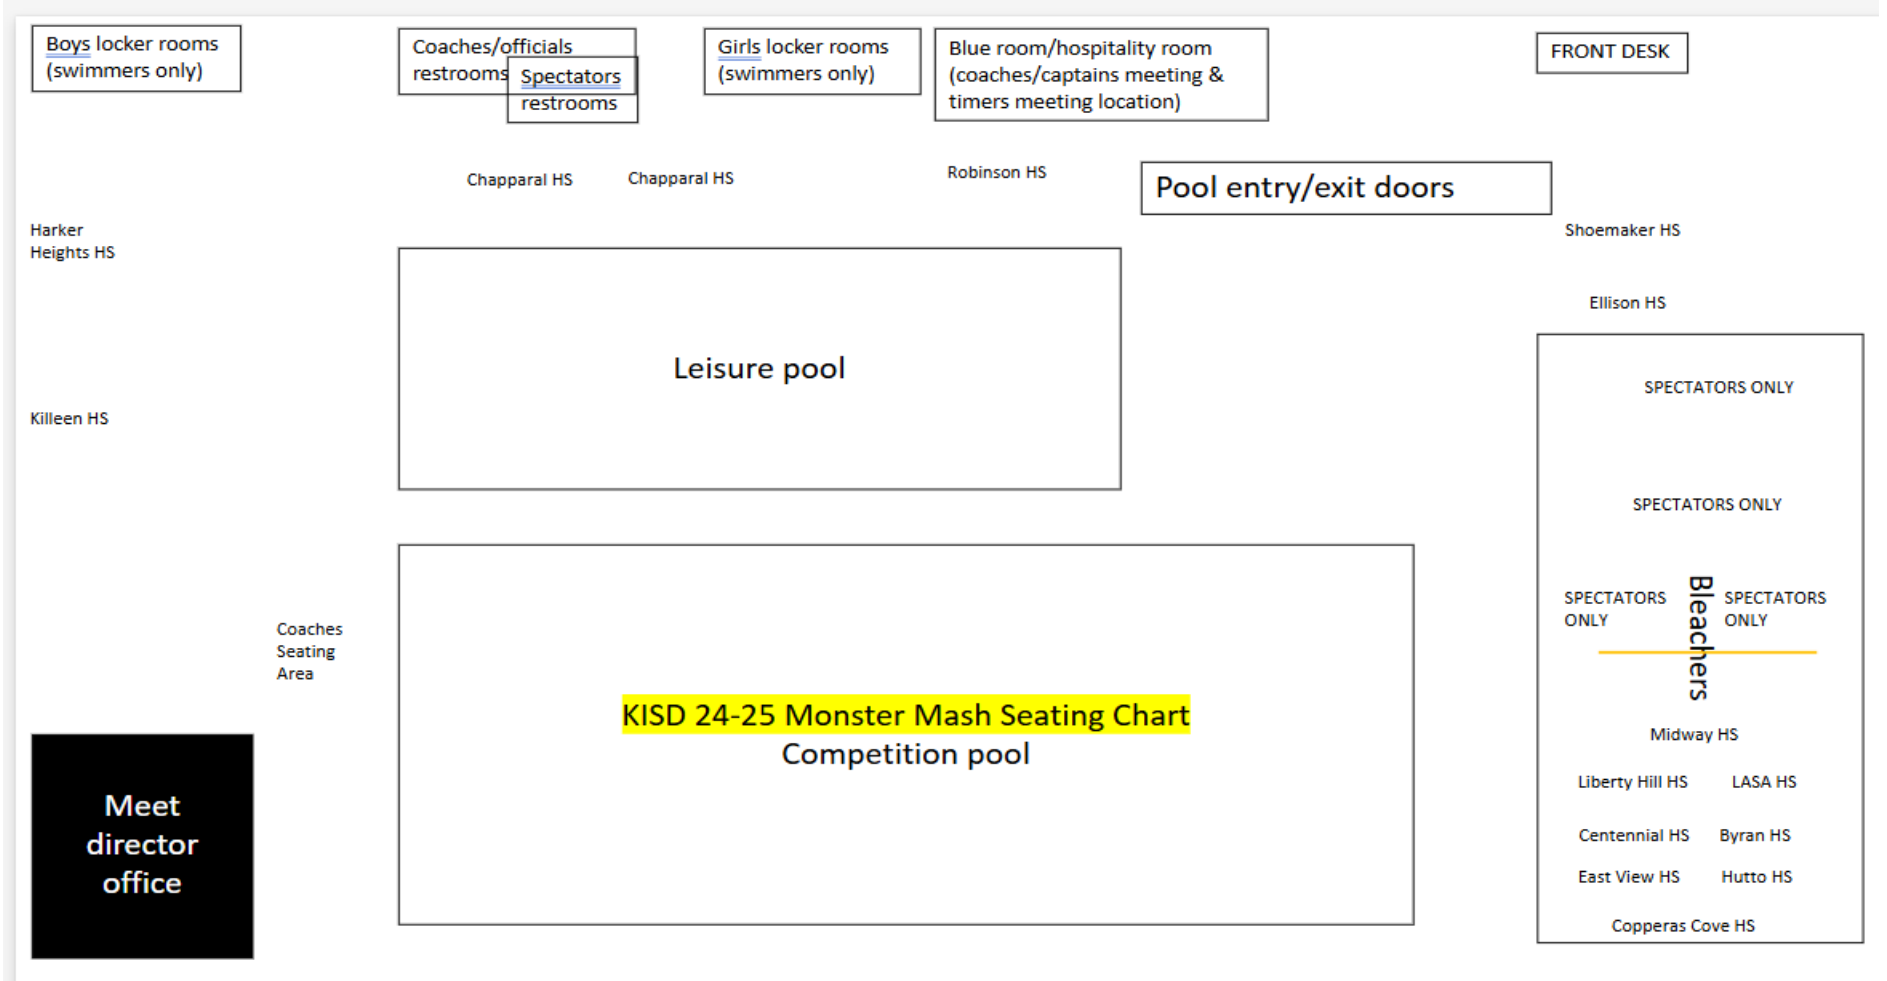 Boys locker rooms
(swimmers only)
Coaches/officials
restrooms
Spectators
restrooms
Girls locker rooms
(swimmers only)
Blue room/hospitality room
(coaches/captains meeting &
timers meeting location)
FRONT DESK
Chapparal HS
Chapparal HS
Robinson HS
Pool entry/exit doors
Harker
Heights HS
Shoemaker HS
Ellison HS
Leisure pool
Killeen HS
SPECTATORS ONLY
SPECTATORS ONLY
SPECTATORS
ONLY
Bleachers
SPECTATORS
ONLY
Coaches
Seating
Area
KISD 24-25 Monster Mash Seating Chart
Competition pool
Meet
director
office
Midway HS
Liberty Hill HS
LASA HS
Centennial HS
Byran HS
East View HS
Hutto HS
Copperas Cove HS